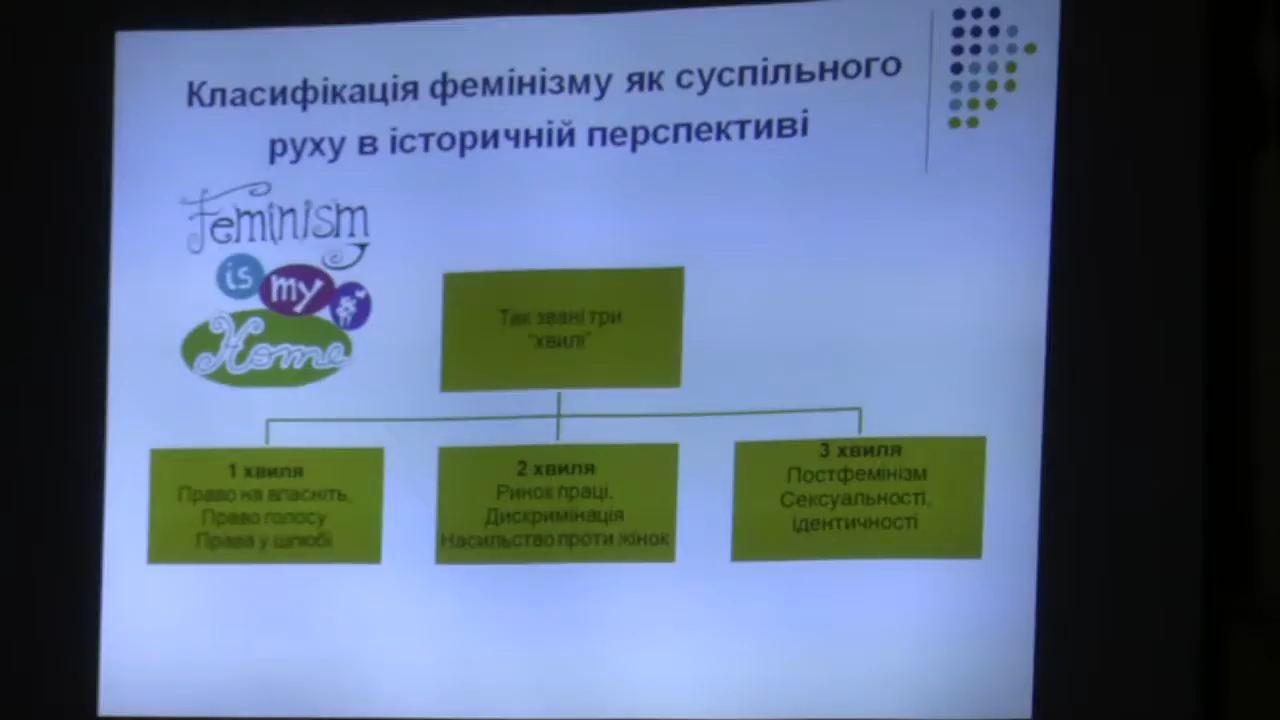 Класифікація фемінізму як суспільного
руху в історичній перспективі
Feminism
is my
Home
Так звані три
"хвилі"
1 хвиля
Право на власніть,
Право голосу
Права у шлюбі
2 хвиля
Ринок праці,
Дискримінація
Насильство проти жінок
3 хвиля
Постфемінізм
Сексуальності,
ідентичності